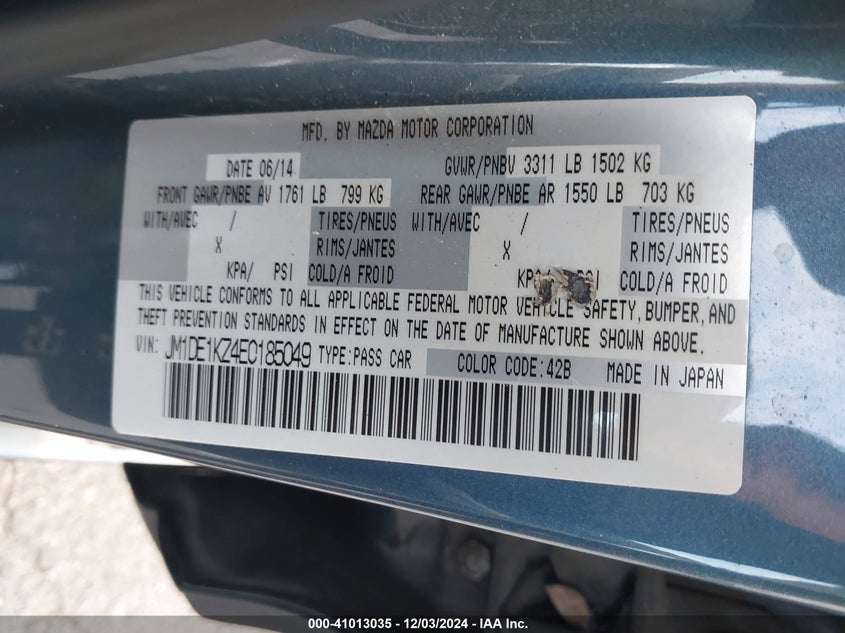 MFD. BY MAZDA MOTOR CORPORATION
DATE 06/14 GVWR/PNBV 3311 LB 1502 KG
FRONT GAWR/PNBE AV 1761 LB 799 KG REAR GAWR/PNBE AR 1550 LB 703 KG
WITH/AVEC / TIRES/PNEUS WITH/AVEC / TIRES/PNEUS
X RIMS/JANTES X RIMS/JANTES
KPA/ PSI COLD/A FROID KPA/ PSI COLD/A FROID
THIS VEHICLE CONFORMS TO ALL APPLICABLE FEDERAL MOTOR VEHICLE SAFETY, BUMPER, AND
THEFT PREVENTION STANDARDS IN EFFECT ON THE DATE OF MANUFACTURE SHOWN ABOVE.
VIN: JM1DE1KZ4EC185049 TYPE: PASS CAR COLOR CODE: 42B MADE IN JAPAN
000-41013035 - 12/03/2024 - IAA Inc.